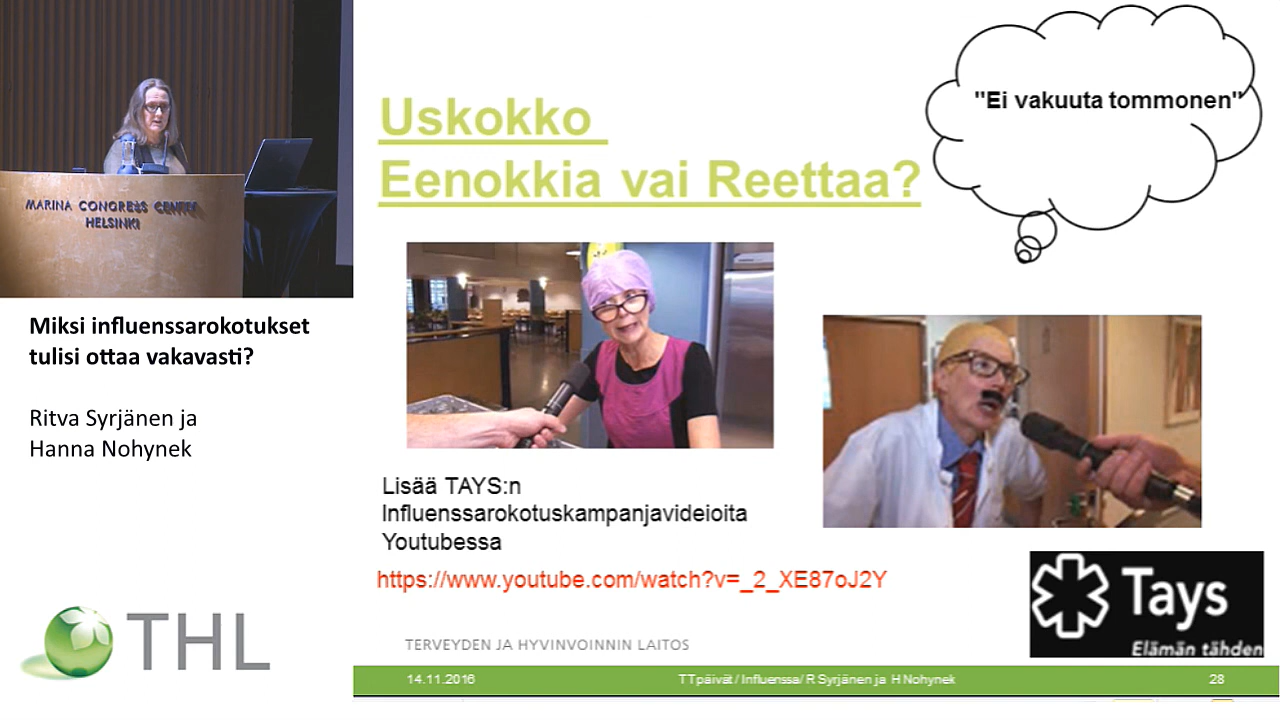 MARINA CONGRESS CENTER
HELSINKI
Miksi influenssarokotukset
tulisi ottaa vakavasti?
Ritva Syrjänen ja
Hanna Nohynek
THL
"Ei vakuuta tommonen"
Uskokko
Eenokkia vai Reettaa?
Lisää TAYS:n
Influenssarokotuskampanjavideioita
Youtubessa
https://www.youtube.com/watch?v=_2_XE87oJ2Y
Tays
Elämän tähden
TERVEYDEN JA HYVINVOINNIN LAITOS
14.11.2016 TTpäivät / Influenssa/ R Syrjänen ja H Nohynek 28